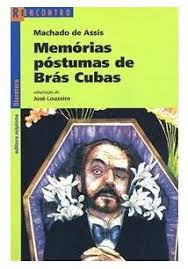 REENCONTRO
literatura
editora scipione
Machado de Assis
Memórias
póstumas de
Brás Cubas
adaptação de
José Louzeiro